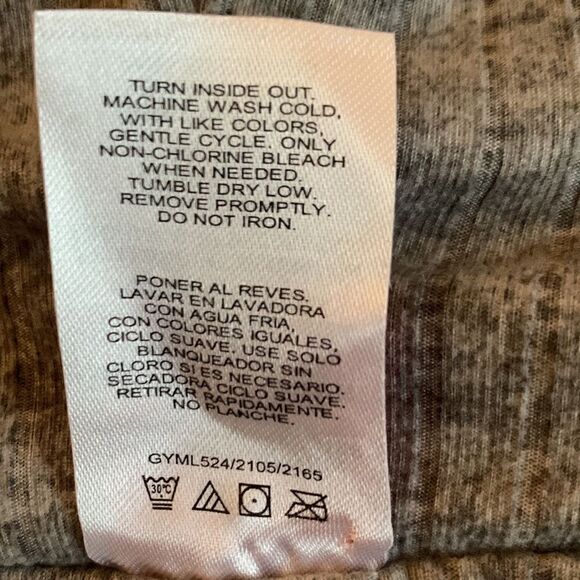 TURN INSIDE OUT.
MACHINE WASH COLD,
WITH LIKE COLORS,
GENTLE CYCLE. ONLY
NON-CHLORINE BLEACH
WHEN NEEDED.
TUMBLE DRY LOW.
REMOVE PROMPTLY.
DO NOT IRON.
PONER AL REVES.
LAVAR EN LAVADORA
CON AGUA FRIA,
CON COLORES IGUALES,
CICLO SUAVE. USE SOLO
BLANQUEADOR SIN
CLORO SI ES NECESARIO.
SECADORA CICLO SUAVE.
RETIRAR RAPIDAMENTE.
NO PLANCHE.
GYML524/2105/2165
30°C